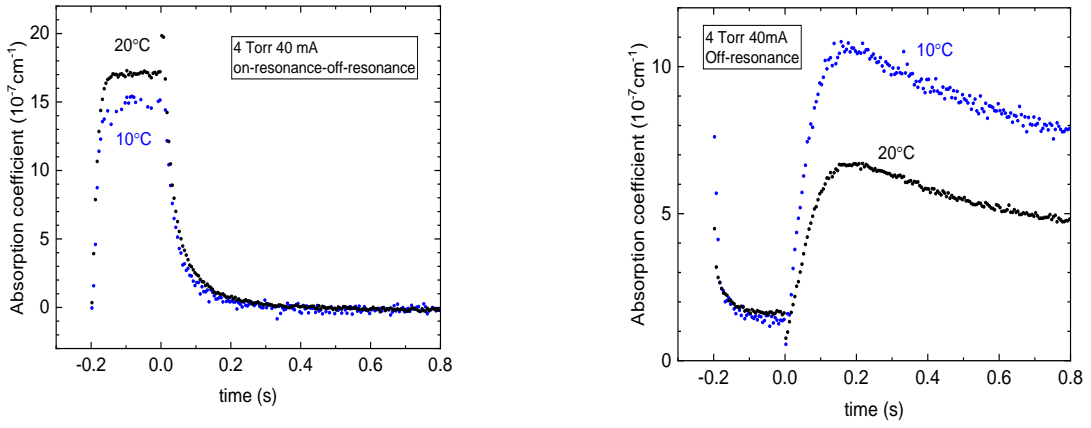 20
15
10
5
0
-0.2
0.0
0.2
0.4
0.6
0.8
Absorption coefficient (10⁻⁷cm⁻¹)
time (s)
20°C
10°C
4 Torr 40 mA
on-resonance-off-resonance
10
5
0
-0.2
0.0
0.2
0.4
0.6
0.8
Absorption coefficient (10⁻⁷cm⁻¹)
time (s)
4 Torr 40mA
Off-resonance
10°C
20°C